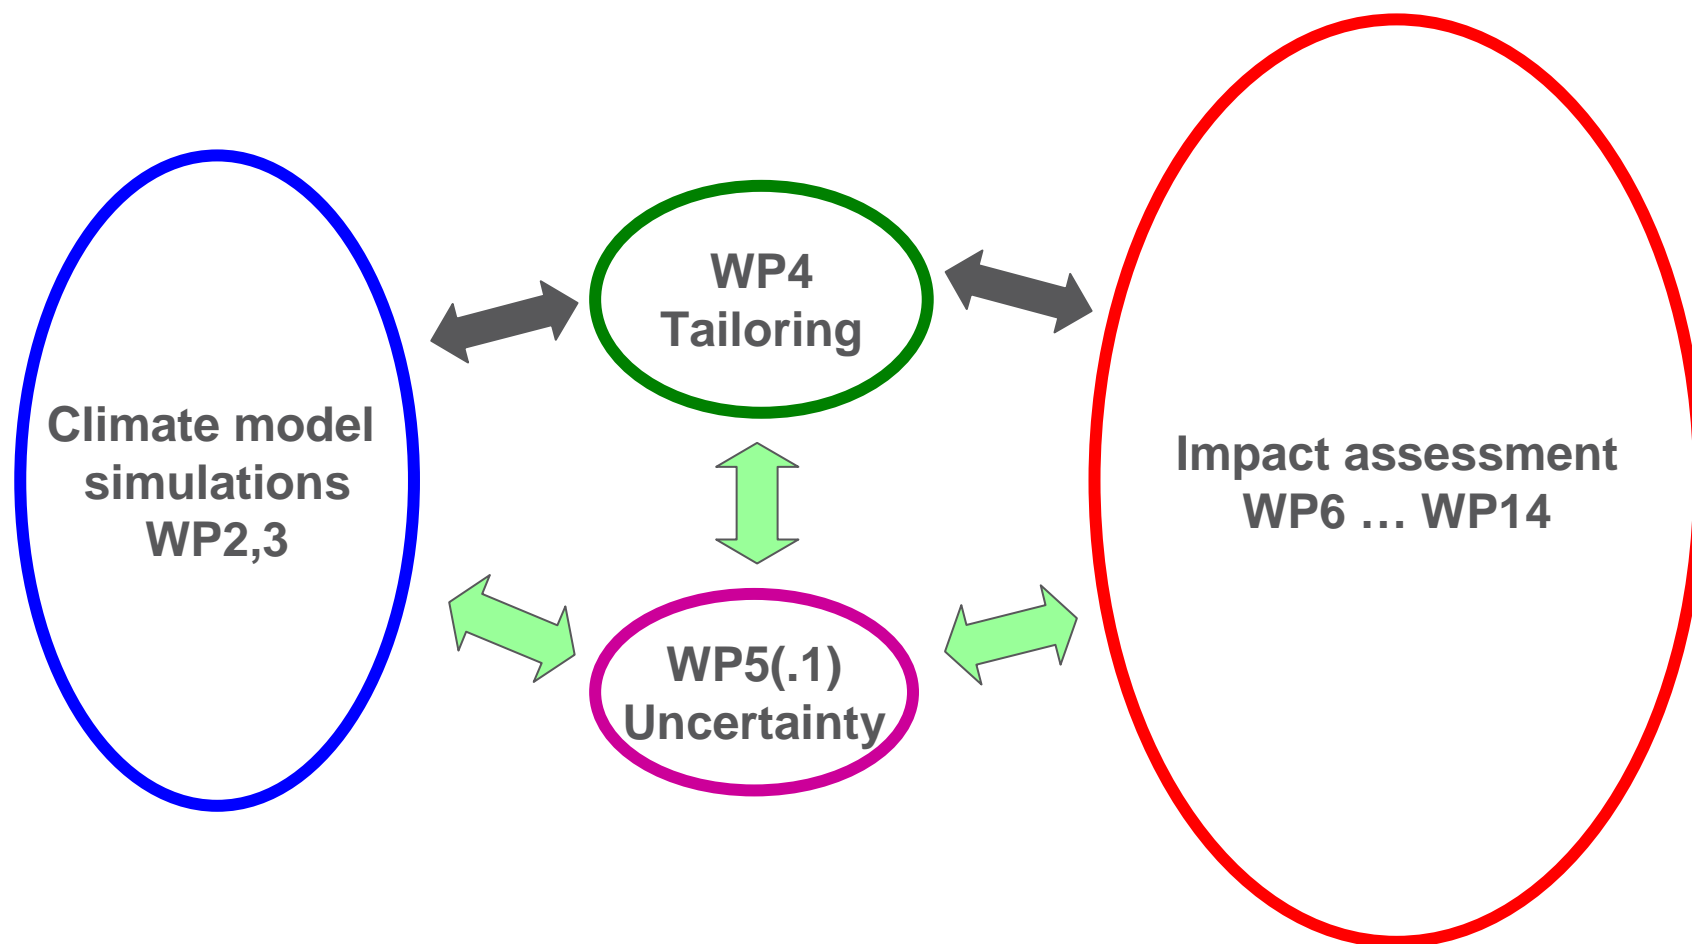 Climate model
simulations
WP2,3
WP4
Tailoring
WP5(.1)
Uncertainty
Impact assessment
WP6 … WP14